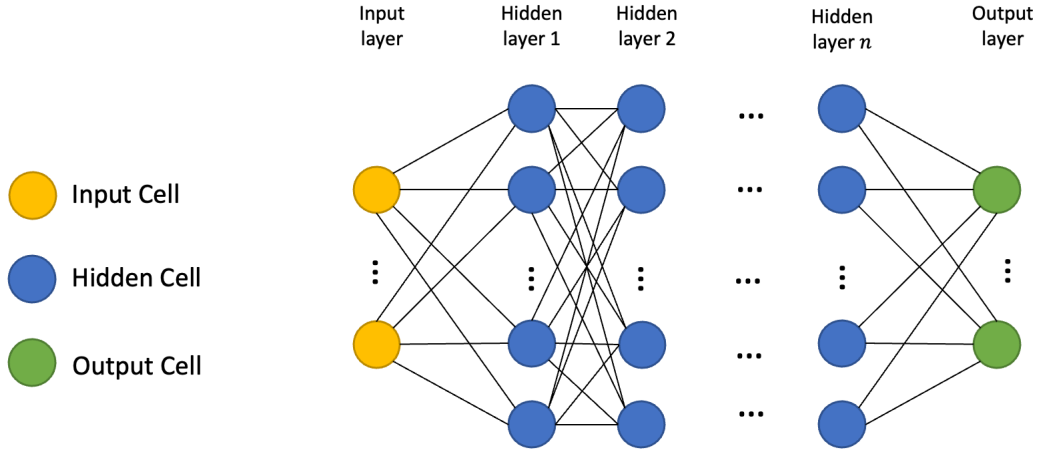 Input
layer
Hidden
layer 1
Hidden
layer 2
Hidden
layer n
Output
layer
Input Cell
Hidden Cell
Output Cell